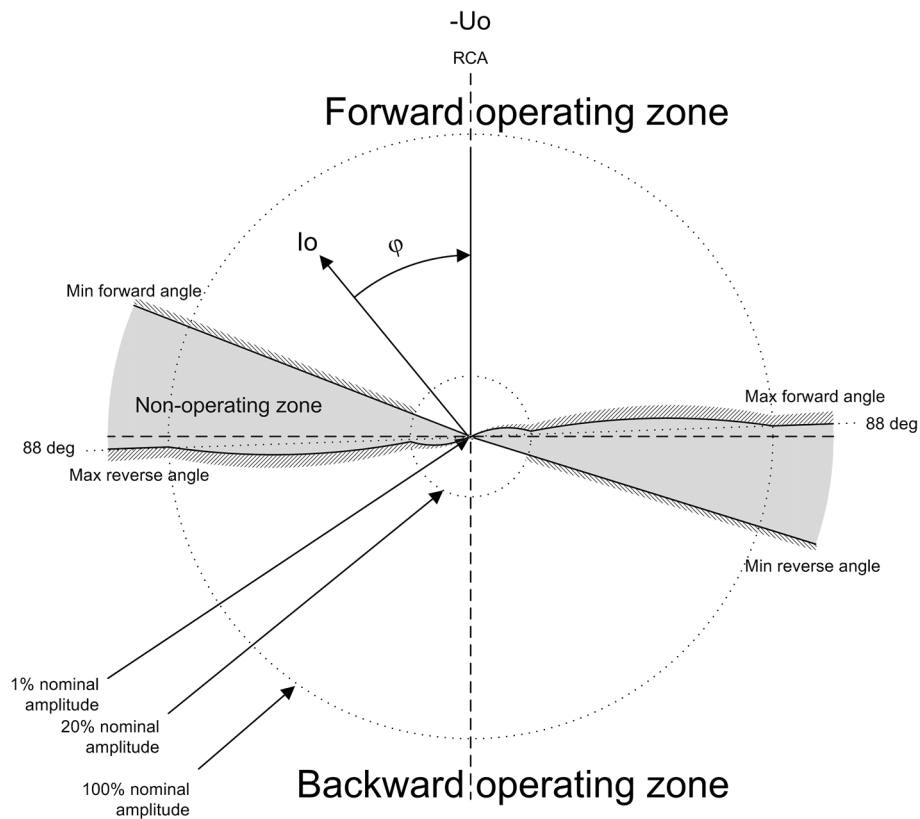 -Uo
RCA
Forward operating zone
Io
φ
Min forward angle
Non-operating zone
Max forward angle
88 deg
88 deg
Max reverse angle
Min reverse angle
1% nominal
amplitude
20% nominal
amplitude
100% nominal
amplitude
Backward operating zone